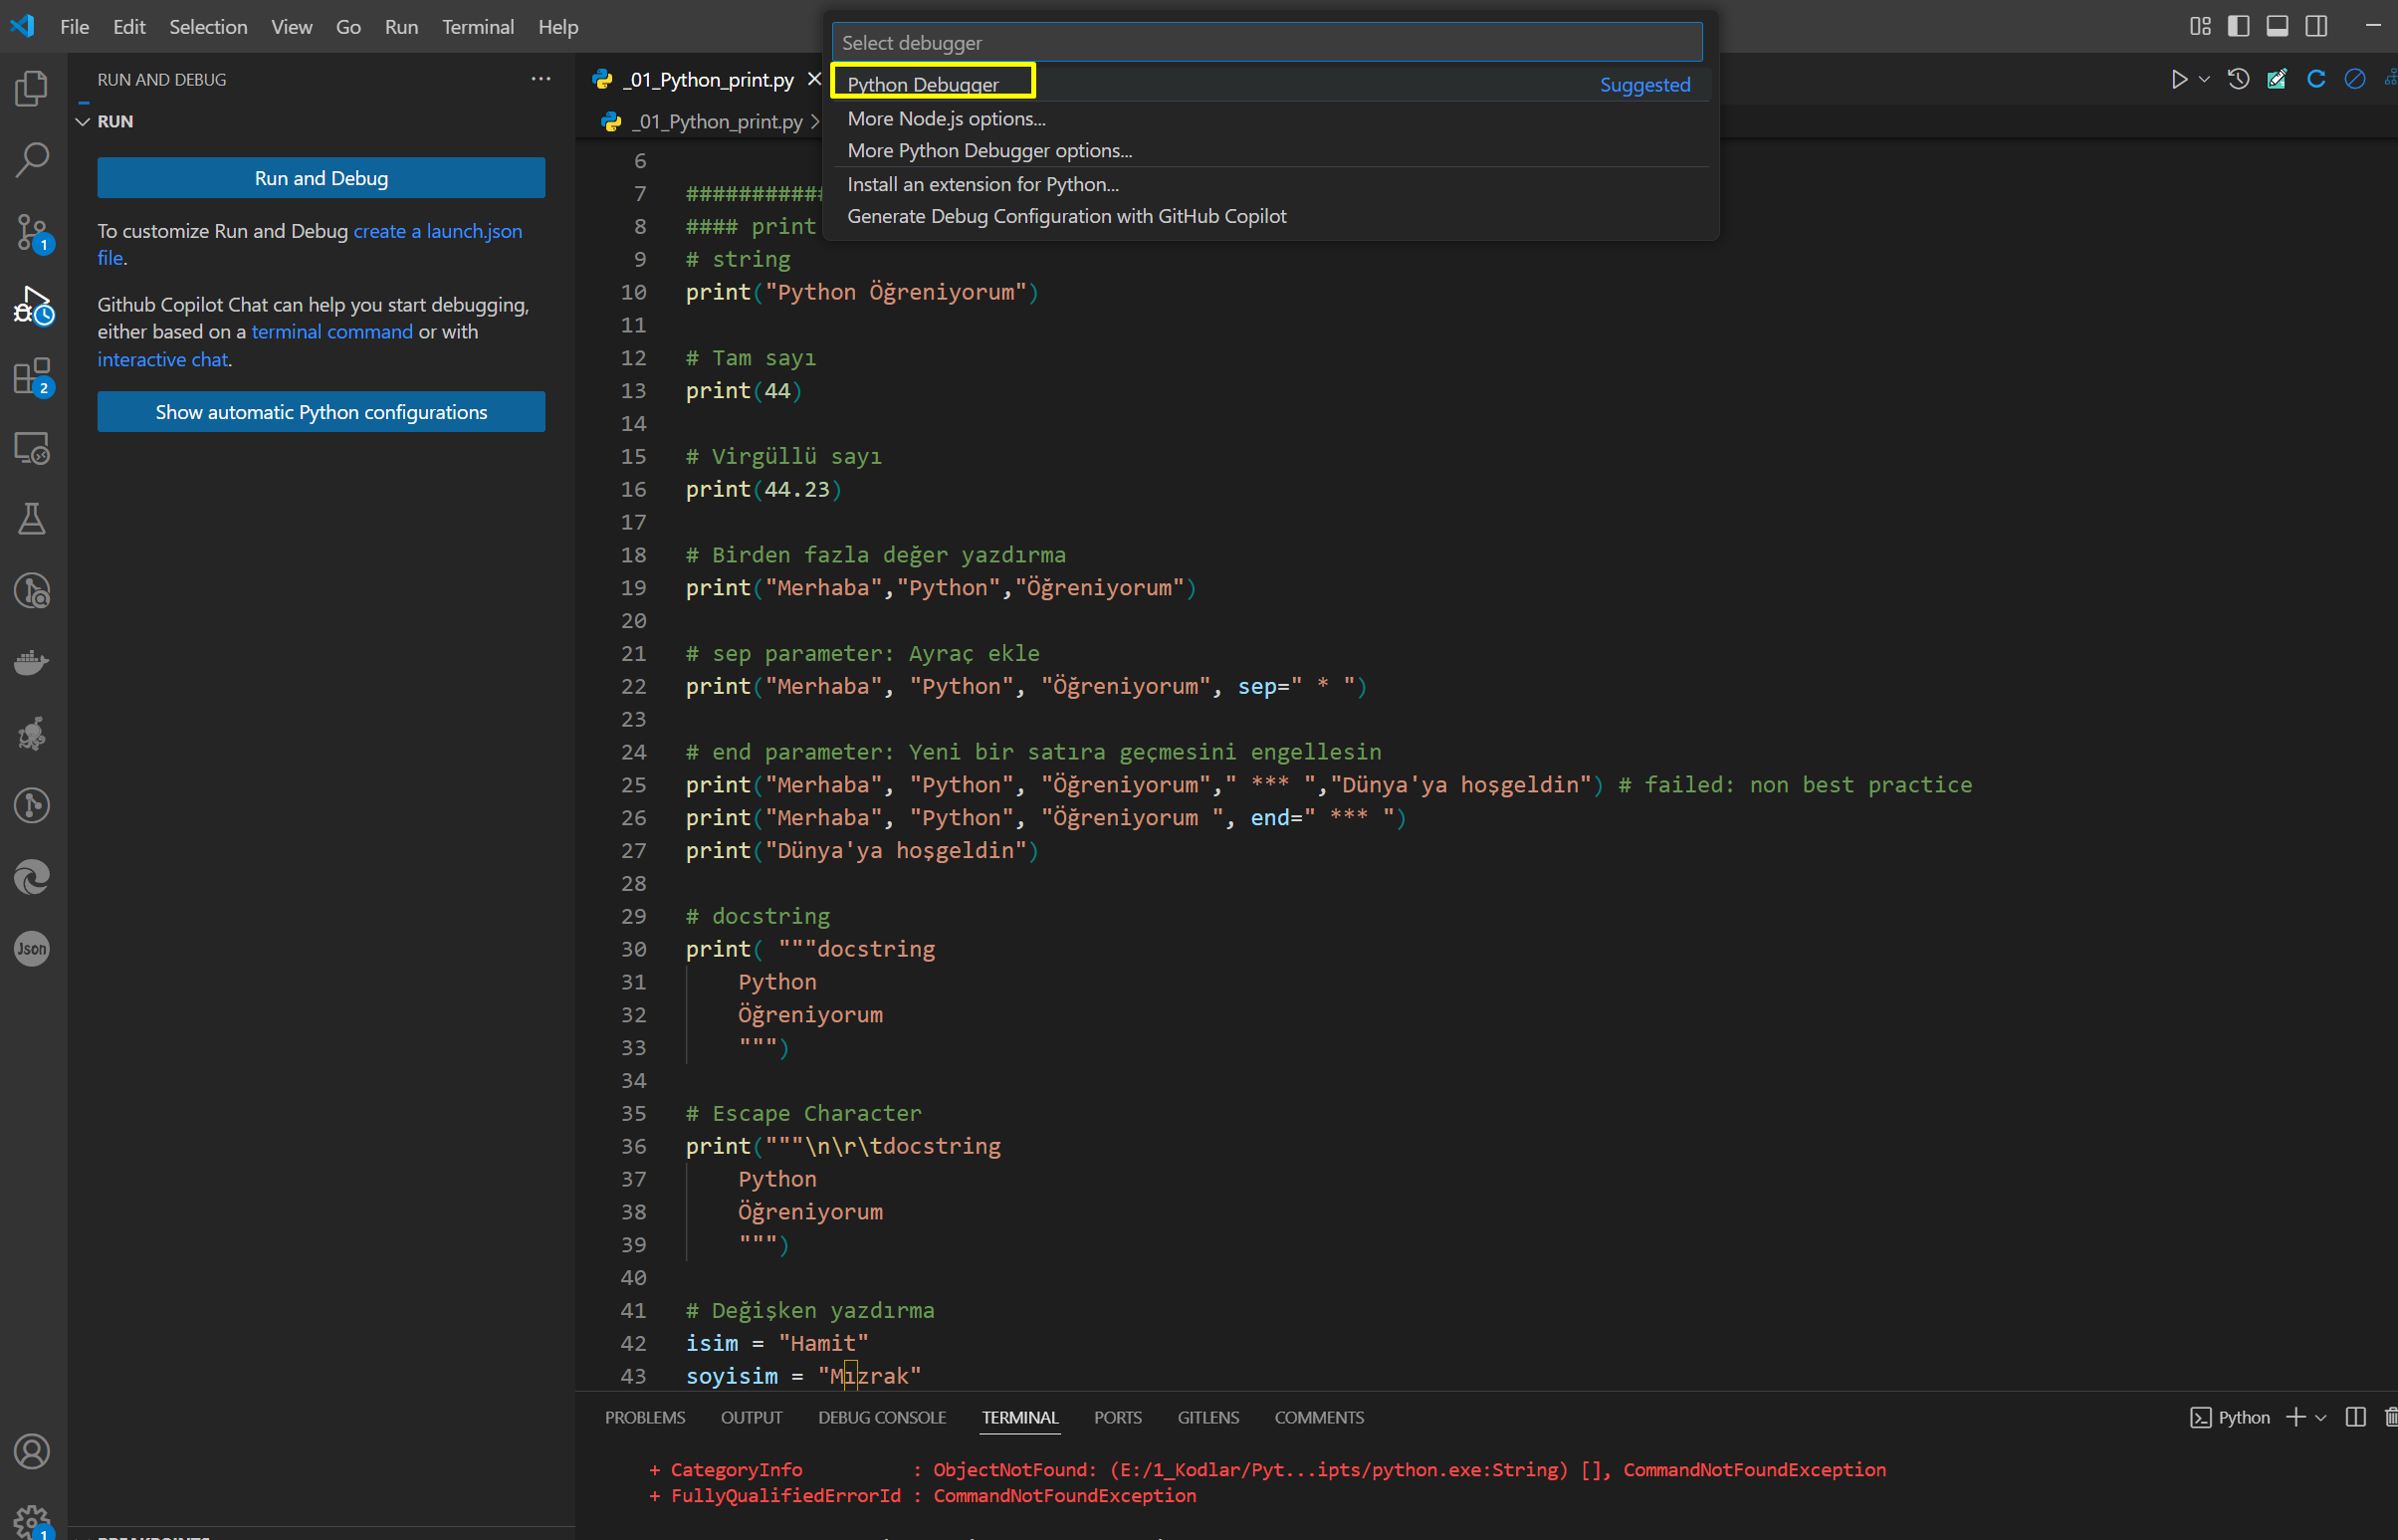 File Edit Selection View Go Run Terminal Help
Select debugger
Python Debugger Suggested
More Node.js options...
More Python Debugger options...
Install an extension for Python...
Generate Debug Configuration with GitHub Copilot
RUN AND DEBUG
RUN
Run and Debug
To customize Run and Debug create a launch.json
file.
Github Copilot Chat can help you start debugging,
either based on a terminal command or with
interactive chat.
Show automatic Python configurations
1
2
Json
1
_01_Python_print.py
_01_Python_print.py
6
7 ###########
8 #### print
9 # string
10 print("Python Öğreniyorum")
11
12 # Tam sayı
13 print(44)
14
15 # Virgüllü sayı
16 print(44.23)
17
18 # Birden fazla değer yazdırma
19 print("Merhaba","Python","Öğreniyorum")
20
21 # sep parameter: Ayraç ekle
22 print("Merhaba", "Python", "Öğreniyorum", sep=" * ")
23
24 # end parameter: Yeni bir satıra geçmesini engellesin
25 print("Merhaba", "Python", "Öğreniyorum"," *** ","Dünya'ya hoşgeldin") # failed: non best practice
26 print("Merhaba", "Python", "Öğreniyorum ", end=" *** ")
27 print("Dünya'ya hoşgeldin")
28
29 # docstring
30 print( """docstring
31 Python
32 Öğreniyorum
33 """)
34
35 # Escape Character
36 print("""\n\r\tdocstring
37 Python
38 Öğreniyorum
39 """)
40
41 # Değişken yazdırma
42 isim = "Hamit"
43 soyisim = "Mızrak"
PROBLEMS OUTPUT DEBUG CONSOLE TERMINAL PORTS GITLENS COMMENTS
Python
+ CategoryInfo : ObjectNotFound: (E:/1_Kodlar/Pyt...ipts/python.exe:String) [], CommandNotFoundException
+ FullyQualifiedErrorId : CommandNotFoundException